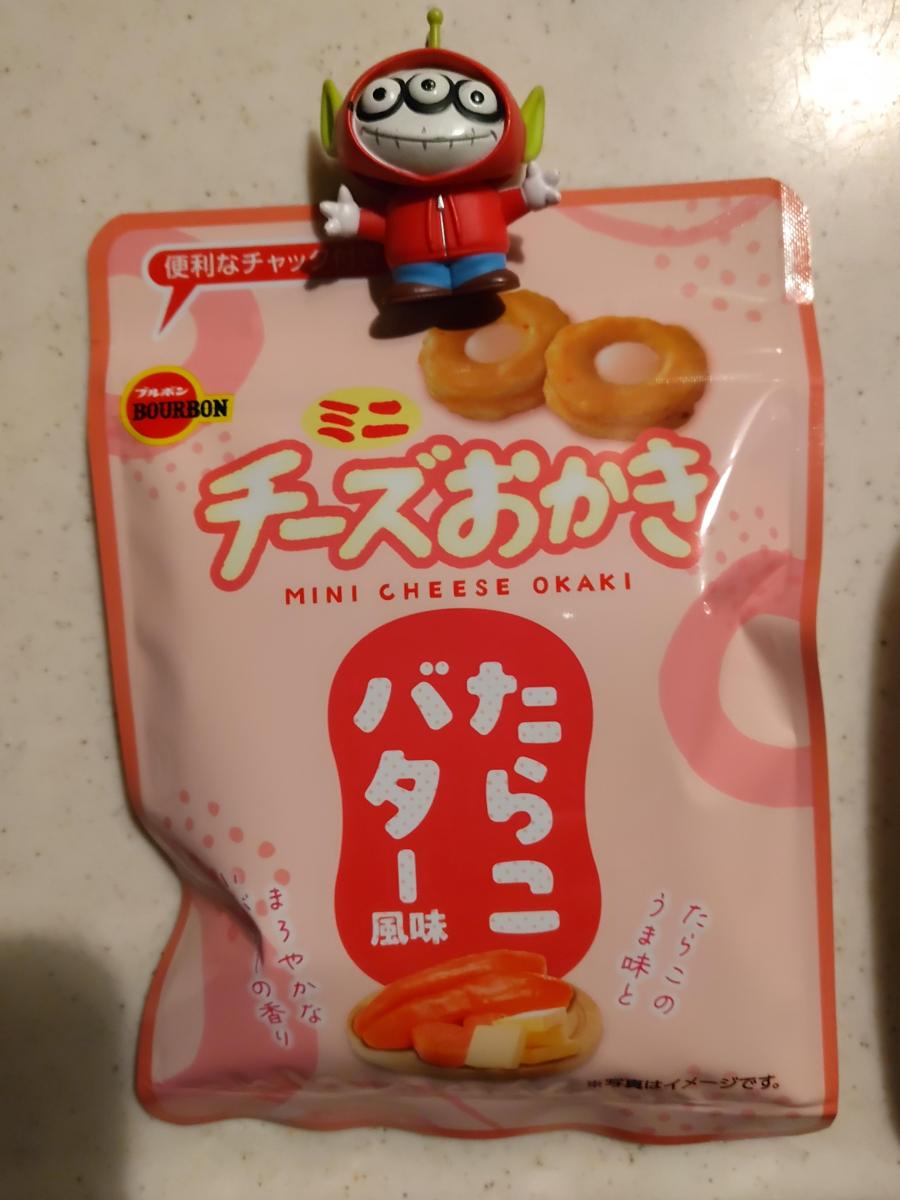 便利なチャック
ブルボン
BOURBON
ミニ
チーズおかき
MINI CHEESE OKAKI
たらこ
バター
風味
たらこの
うま味と
まろやかな
の香り
※写真はイメージです。